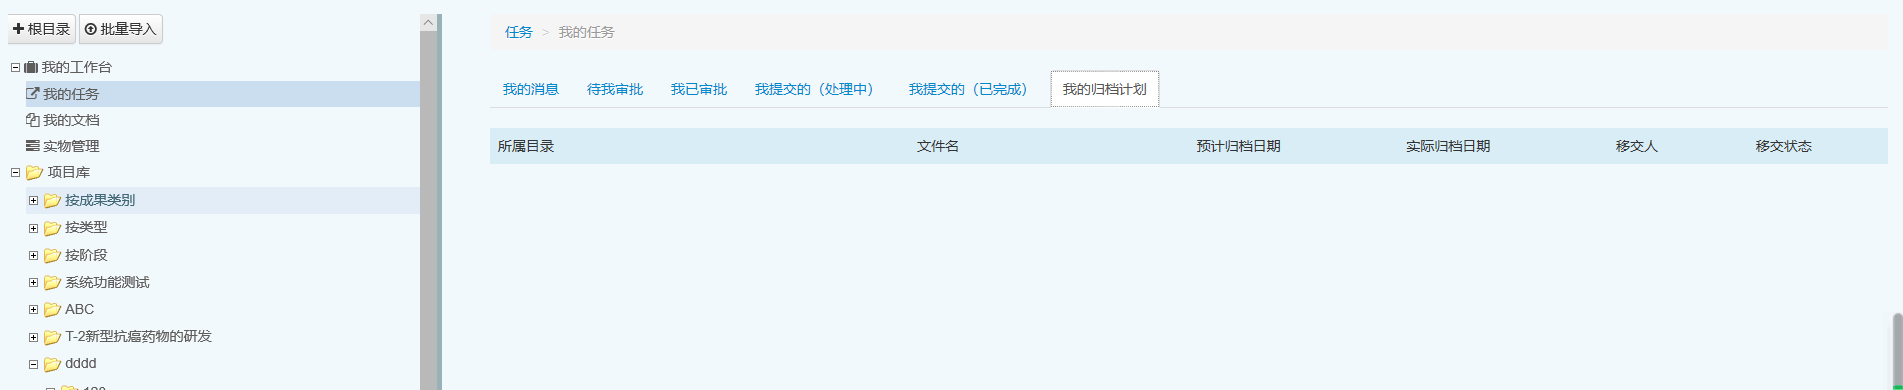 根目录 批量导入
我的工作台
我的任务
我的文档
实物管理
项目库
按成果类别
按类型
按阶段
系统功能测试
ABC
T-2新型抗癌药物的研发
dddd
任务 > 我的任务
我的消息 待我审批 我已审批 我提交的（处理中） 我提交的（已完成） 我的归档计划
所属目录 文件名 预计归档日期 实际归档日期 移交人 移交状态